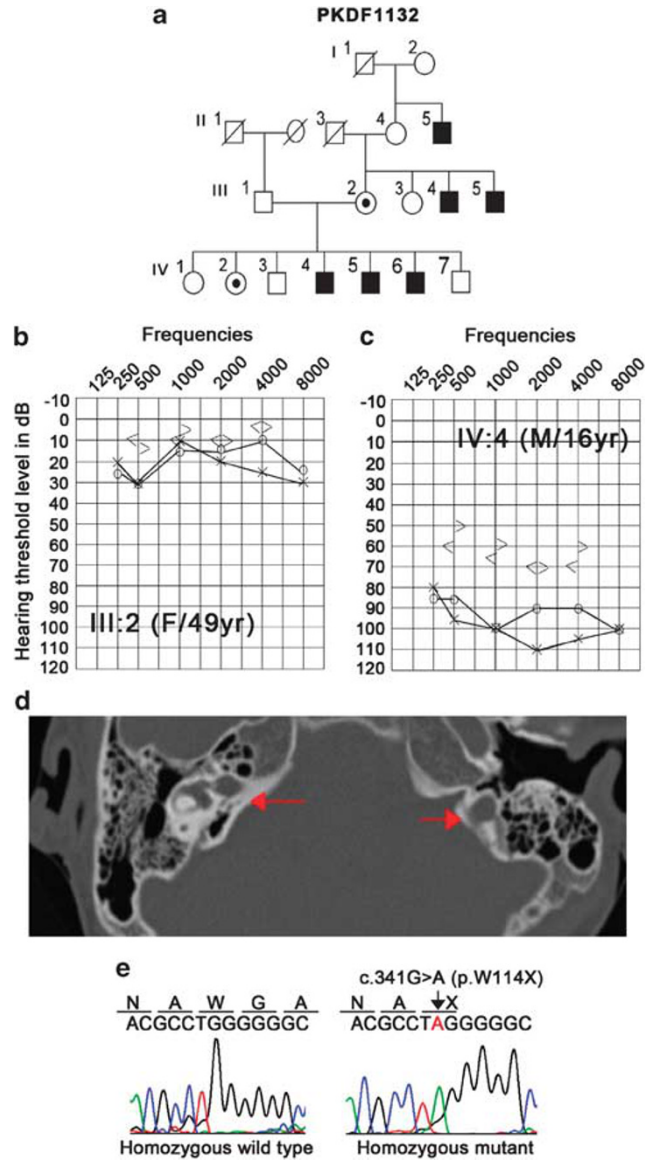 a
PKDF1132
I 1 2
II 1 3 4 5
III 1 2 3 4 5
IV 1 2 3 4 5 6 7
b
Frequencies
125 250 500 1000 2000 4000 8000
Hearing threshold level in dB
-10
0
10
20
30
40
50
60
70
80
90
100
110
120
III:2 (F/49yr)
c
Frequencies
125 250 500 1000 2000 4000 8000
-10
0
10
20
30
40
50
60
70
80
90
100
110
120
IV:4 (M/16yr)
d
e
N A W G A
ACGCCTGGGGGGC
Homozygous wild type
c.341G>A (p.W114X)
N A X
ACGCCTAGGGGGC
Homozygous mutant